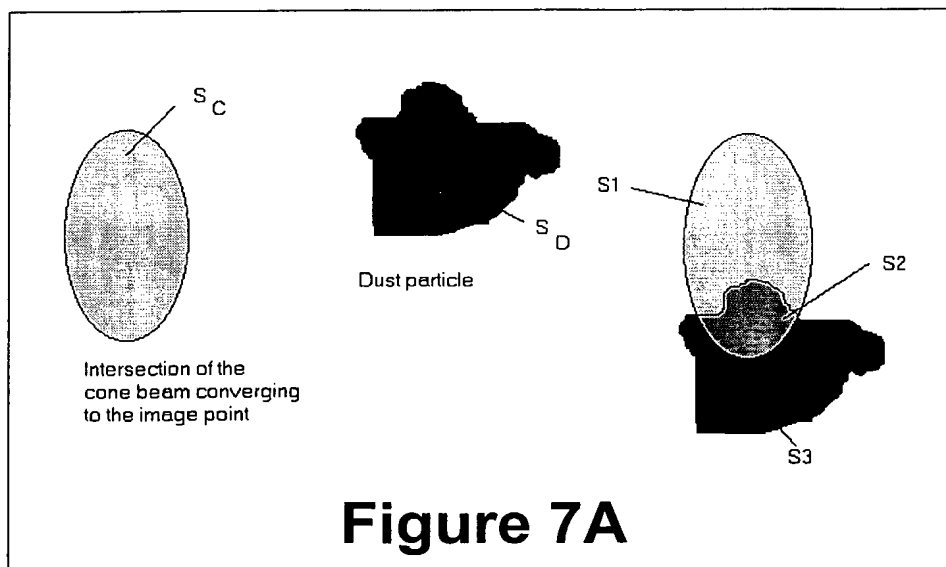 S C
S D
Dust particle
Intersection of the
cone beam converging
to the image point
S1
S2
S3
Figure 7A